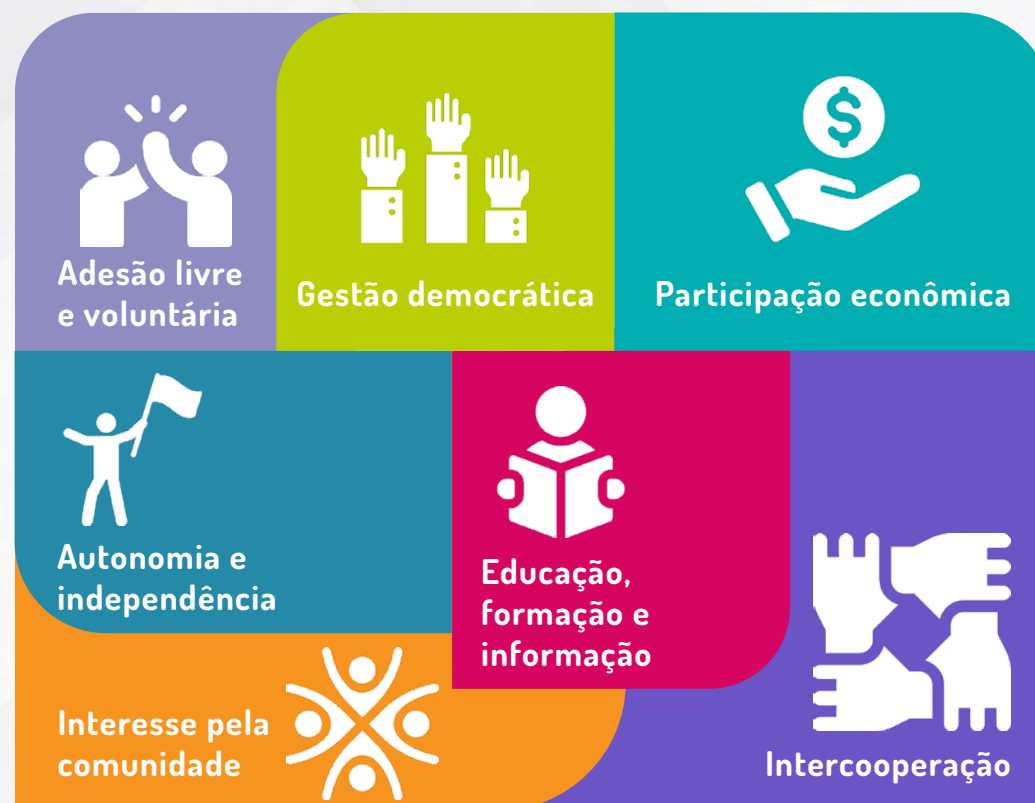 Adesão livre
e voluntária
Gestão democrática
Participação econômica
Autonomia e
independência
Educação,
formação e
informação
Interesse pela
comunidade
Intercooperação